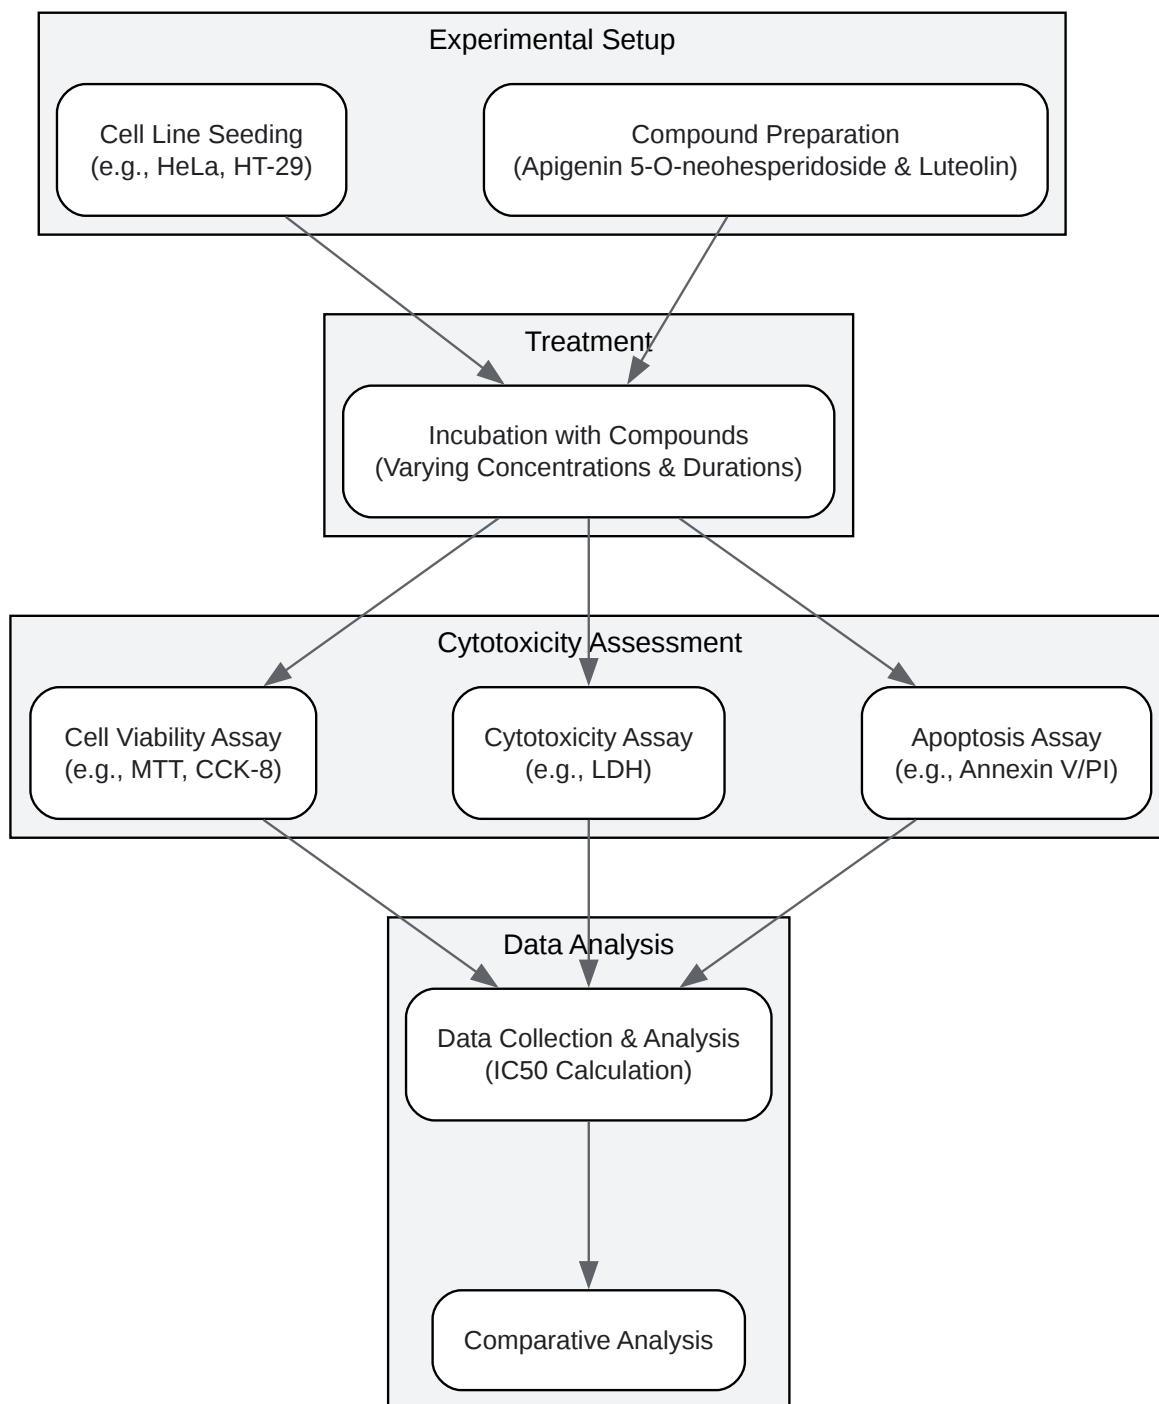 Experimental Setup
Cell Line Seeding
(e.g., HeLa, HT-29)
Compound Preparation
(Apigenin 5-O-neohesperidoside & Luteolin)
Treatment
Incubation with Compounds
(Varying Concentrations & Durations)
Cytotoxicity Assessment
Cell Viability Assay
(e.g., MTT, CCK-8)
Cytotoxicity Assay
(e.g., LDH)
Apoptosis Assay
(e.g., Annexin V/PI)
Data Analysis
Data Collection & Analysis
(IC50 Calculation)
Comparative Analysis